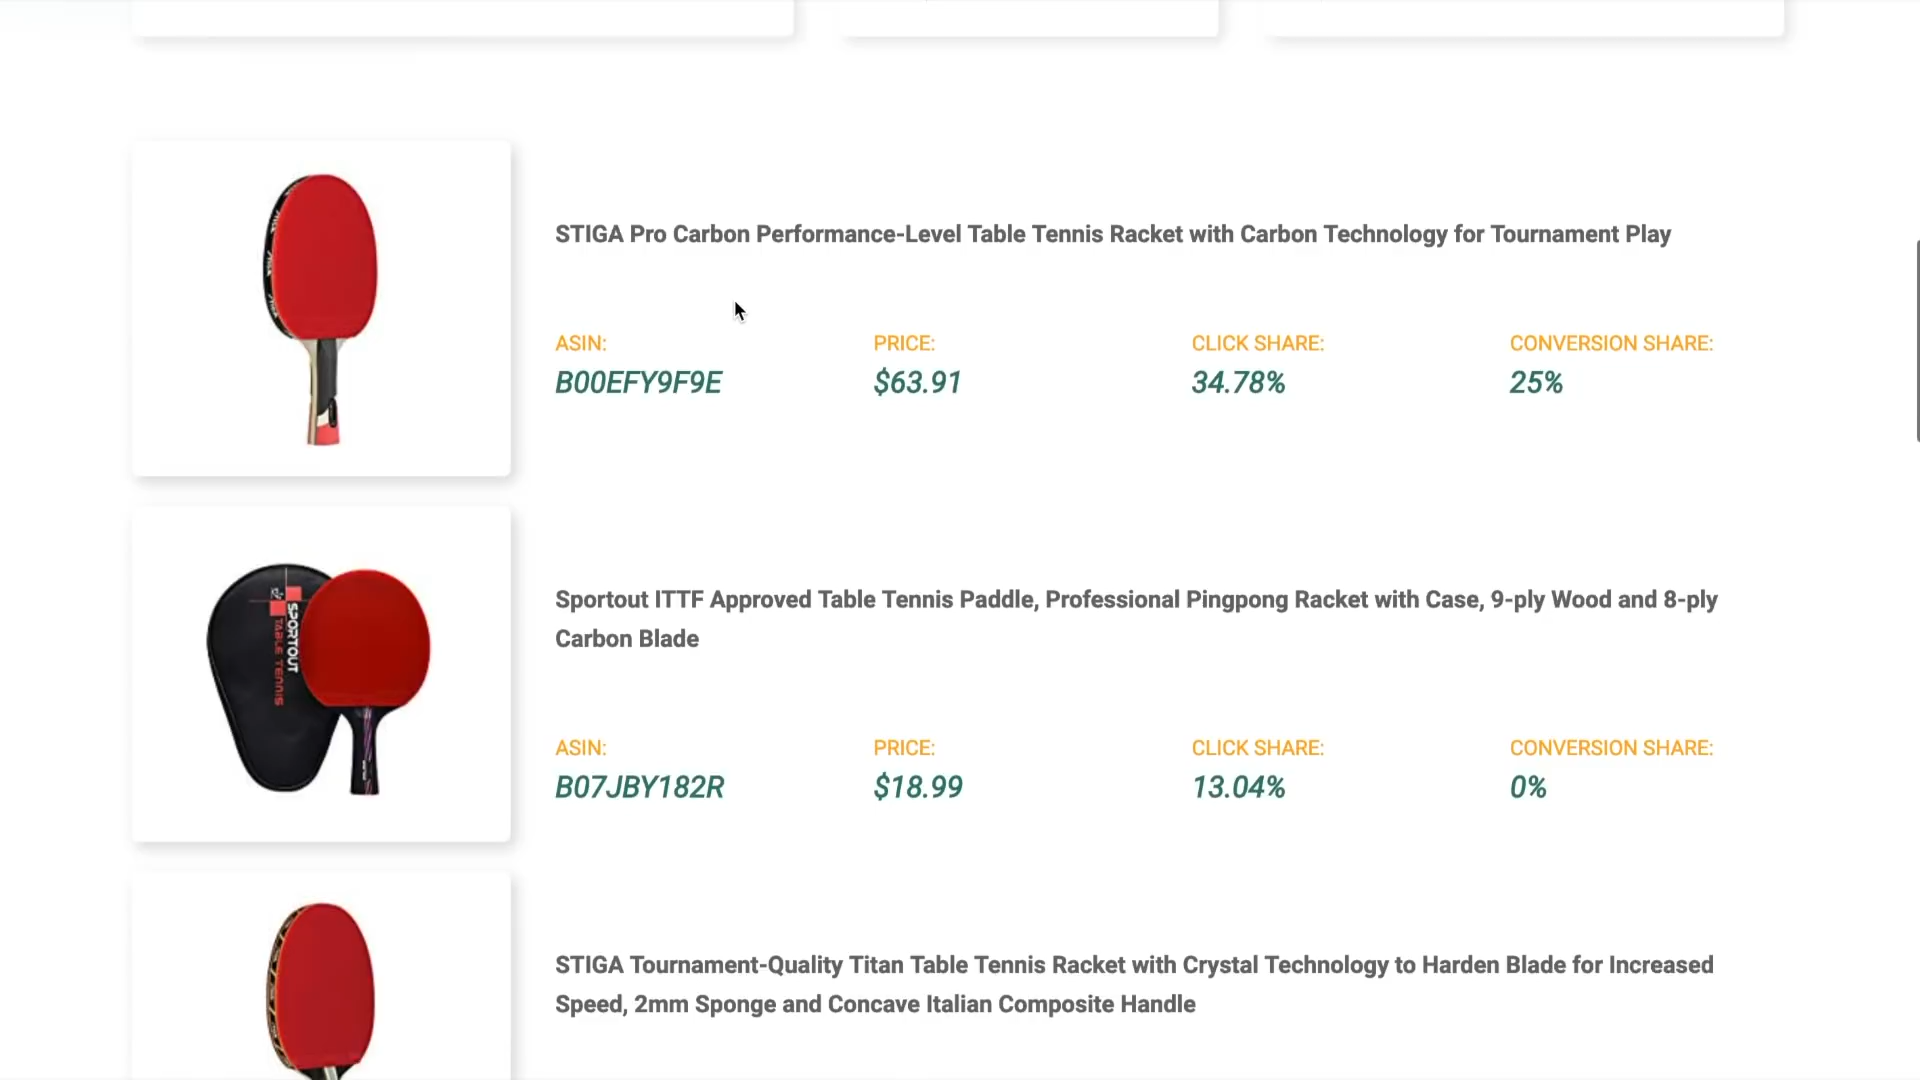 STIGA Pro Carbon Performance-Level Table Tennis Racket with Carbon Technology for Tournament Play
ASIN: PRICE: CLICK SHARE: CONVERSION SHARE:
B00EFY9F9E $63.91 34.78% 25%
SPORTOUT
TABLE TENNIS
Sportout ITTF Approved Table Tennis Paddle, Professional Pingpong Racket with Case, 9-ply Wood and 8-ply
Carbon Blade
ASIN: PRICE: CLICK SHARE: CONVERSION SHARE:
B07JBY182R $18.99 13.04% 0%
STIGA Tournament-Quality Titan Table Tennis Racket with Crystal Technology to Harden Blade for Increased
Speed, 2mm Sponge and Concave Italian Composite Handle